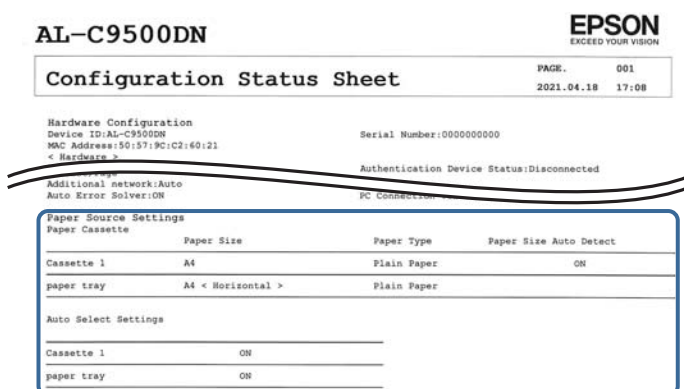 AL-C9500DN
EPSON
EXCEED YOUR VISION
Configuration Status Sheet
PAGE. 001
2021.04.18 17:08
Hardware Configuration
Device ID:AL-C9500DN Serial Number:0000000000
MAC Address:50:57:9C:C2:60:21
< Hardware >
Authentication Device Status:Disconnected
Additional network:Auto
Auto Error Solver:ON PC Connection
Paper Source Settings
Paper Cassette
Paper Size Paper Type Paper Size Auto Detect
Cassette 1 A4 Plain Paper ON
paper tray A4 < Horizontal > Plain Paper
Auto Select Settings
Cassette 1 ON
paper tray ON